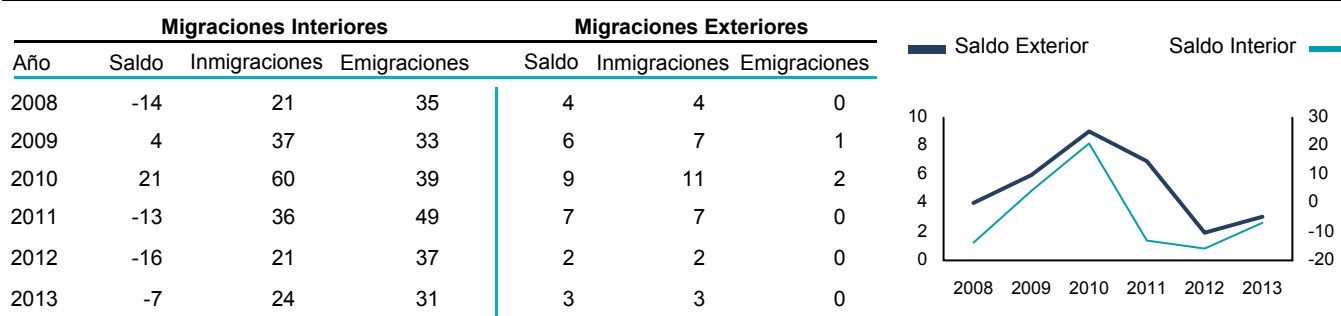 Migraciones Interiores Migraciones Exteriores
Año Saldo Inmigraciones Emigraciones Saldo Inmigraciones Emigraciones
2008 -14 21 35 4 4 0
2009 4 37 33 6 7 1
2010 21 60 39 9 11 2
2011 -13 36 49 7 7 0
2012 -16 21 37 2 2 0
2013 -7 24 31 3 3 0
Saldo Exterior Saldo Interior
10 30
8 20
6 10
4 0
2 -10
0 -20
2008 2009 2010 2011 2012 2013